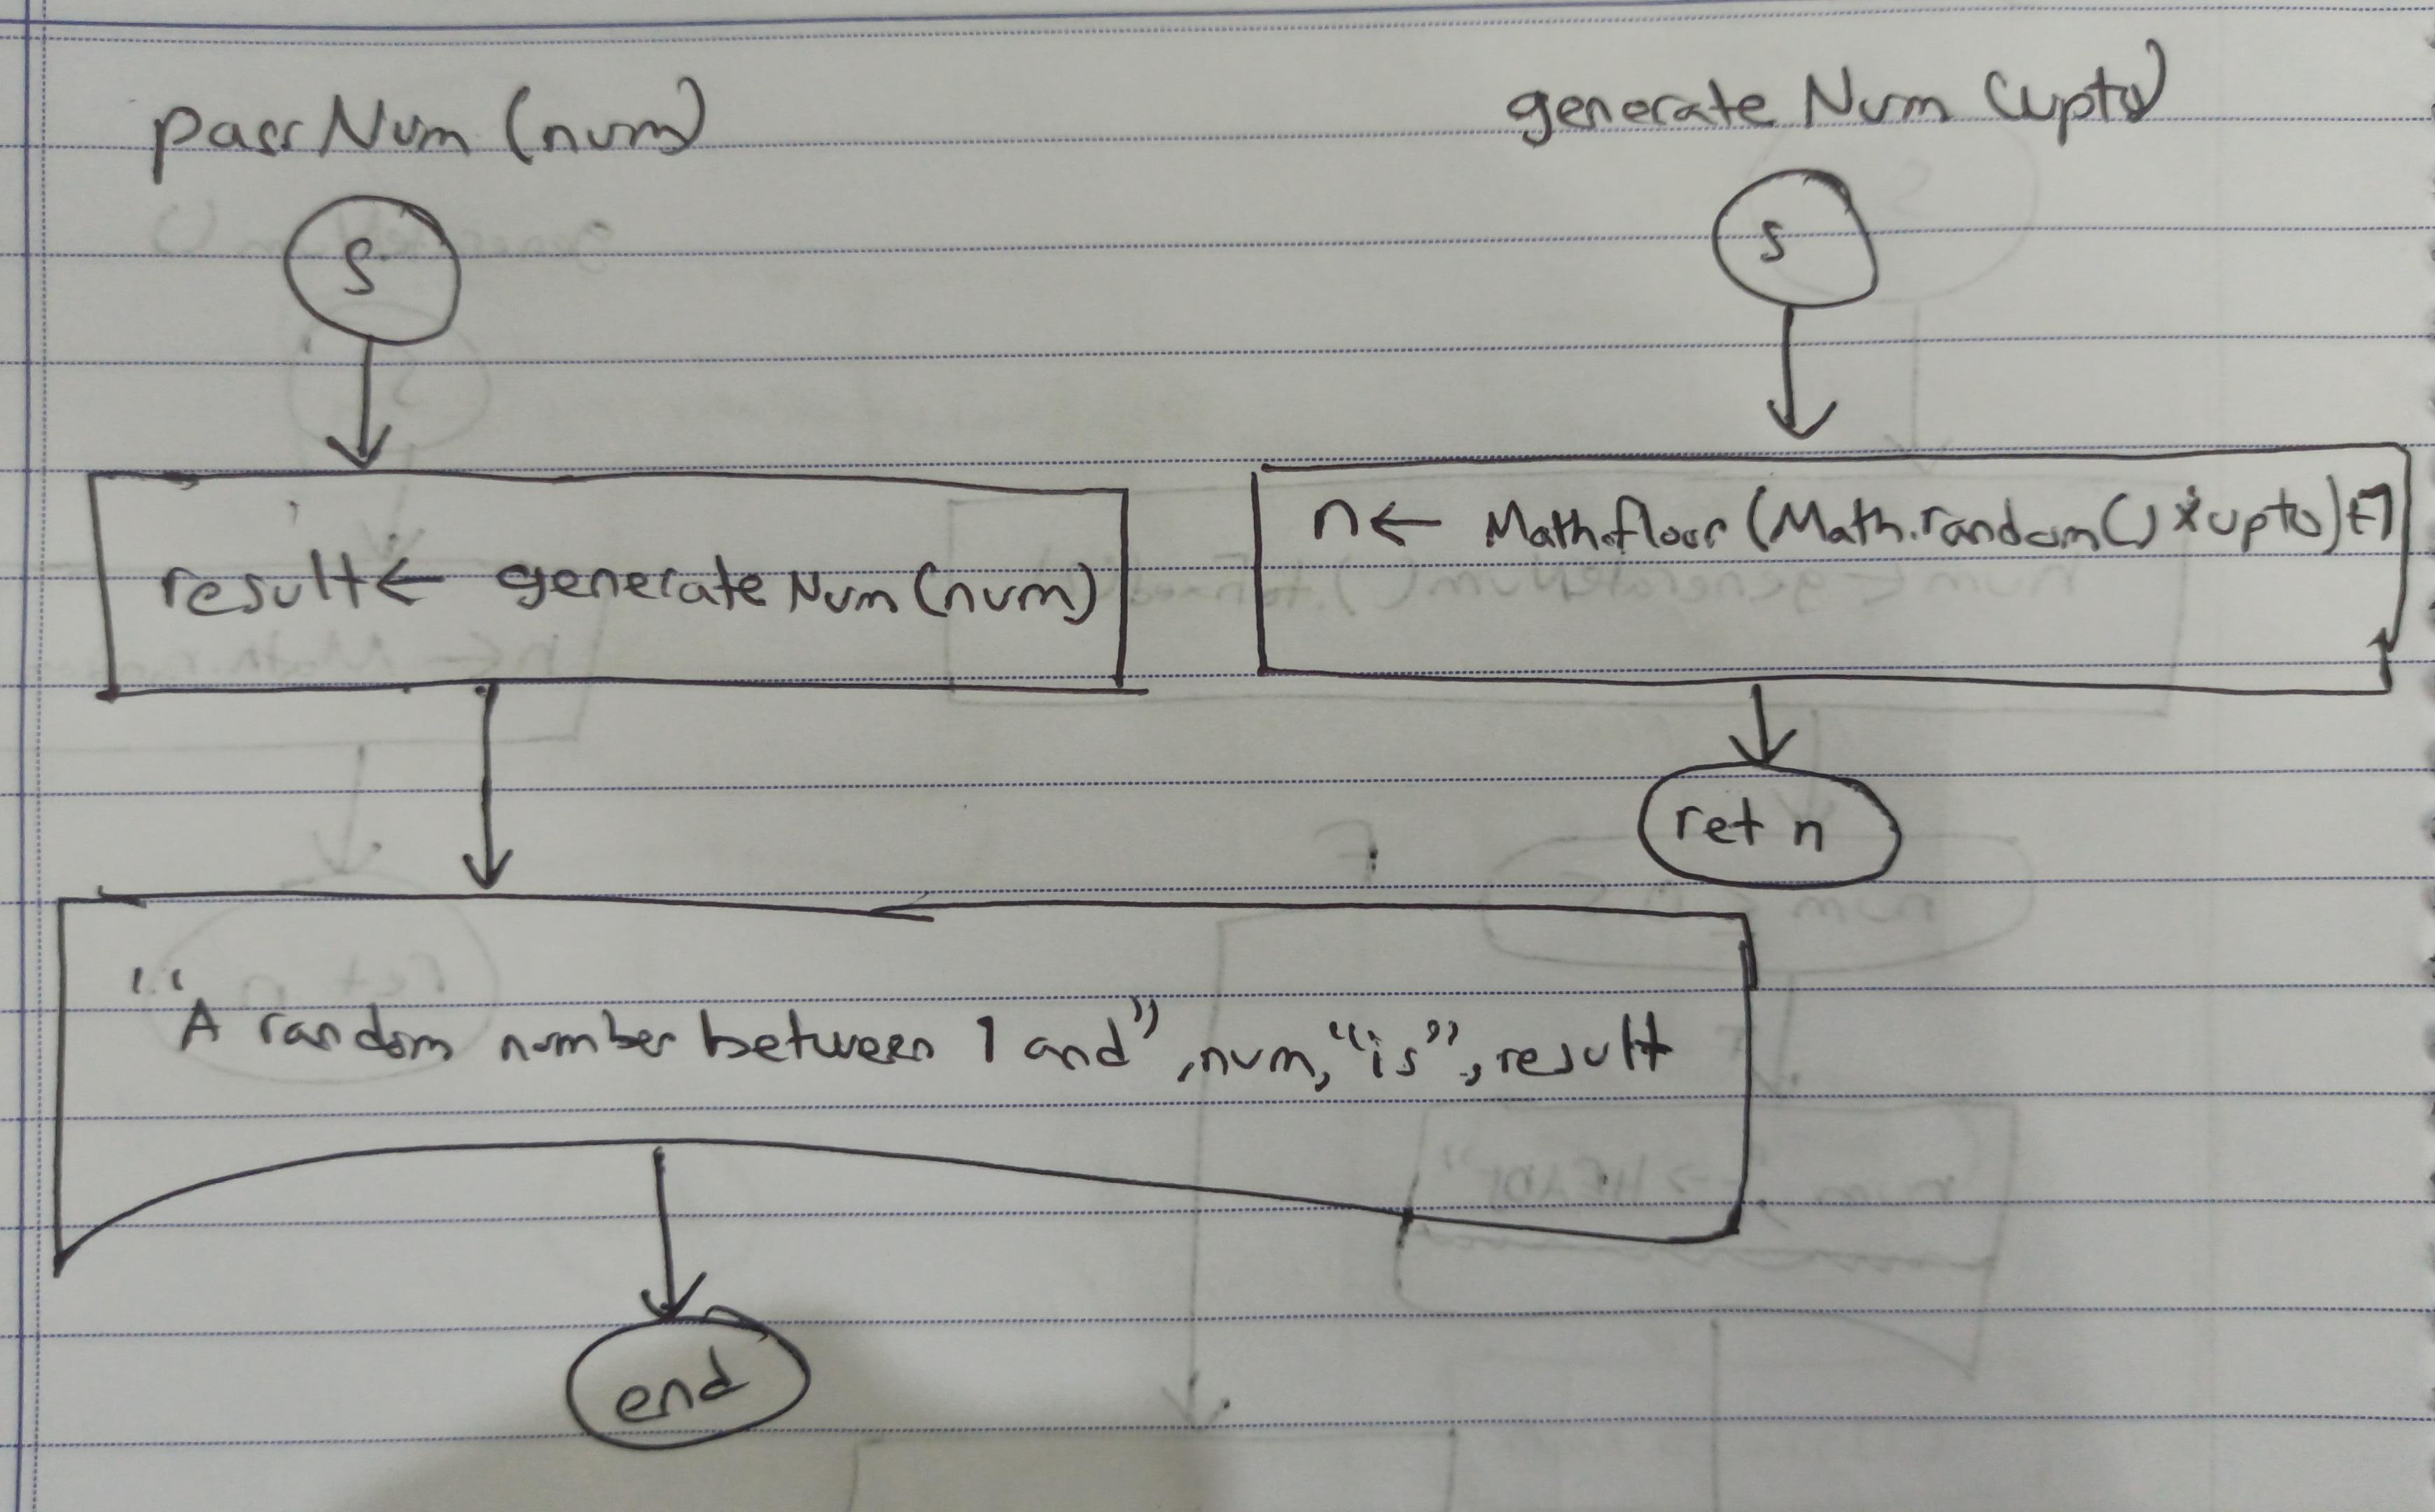 passNum (num)
S
result← generateNum(num)
"A random number between 1 and", num, "is", result
end
generateNum (upto)
S
n← Math.floor(Math.random()*upto)+1
ret n